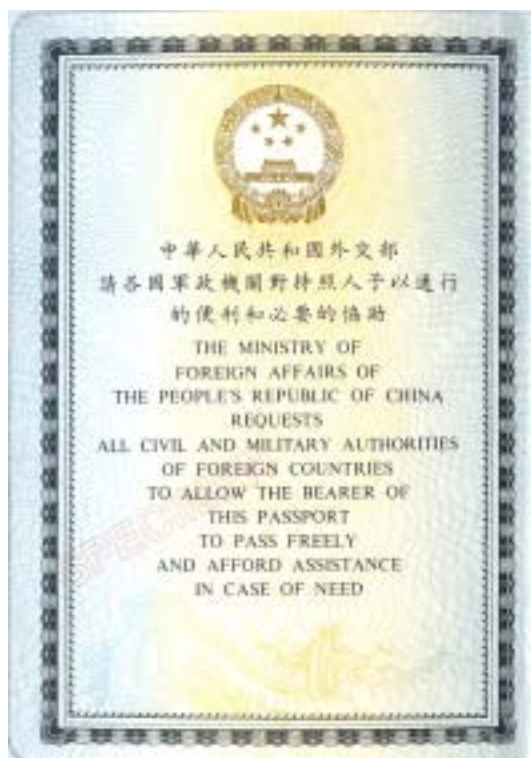 中華人民共和國外交部
請各國軍政機關對持照人予以通行
的便利和必要的協助
THE MINISTRY OF
FOREIGN AFFAIRS OF
THE PEOPLE'S REPUBLIC OF CHINA
REQUESTS
ALL CIVIL AND MILITARY AUTHORITIES
OF FOREIGN COUNTRIES
TO ALLOW THE BEARER OF
THIS PASSPORT
TO PASS FREELY
AND AFFORD ASSISTANCE
IN CASE OF NEED
SPECIMEN